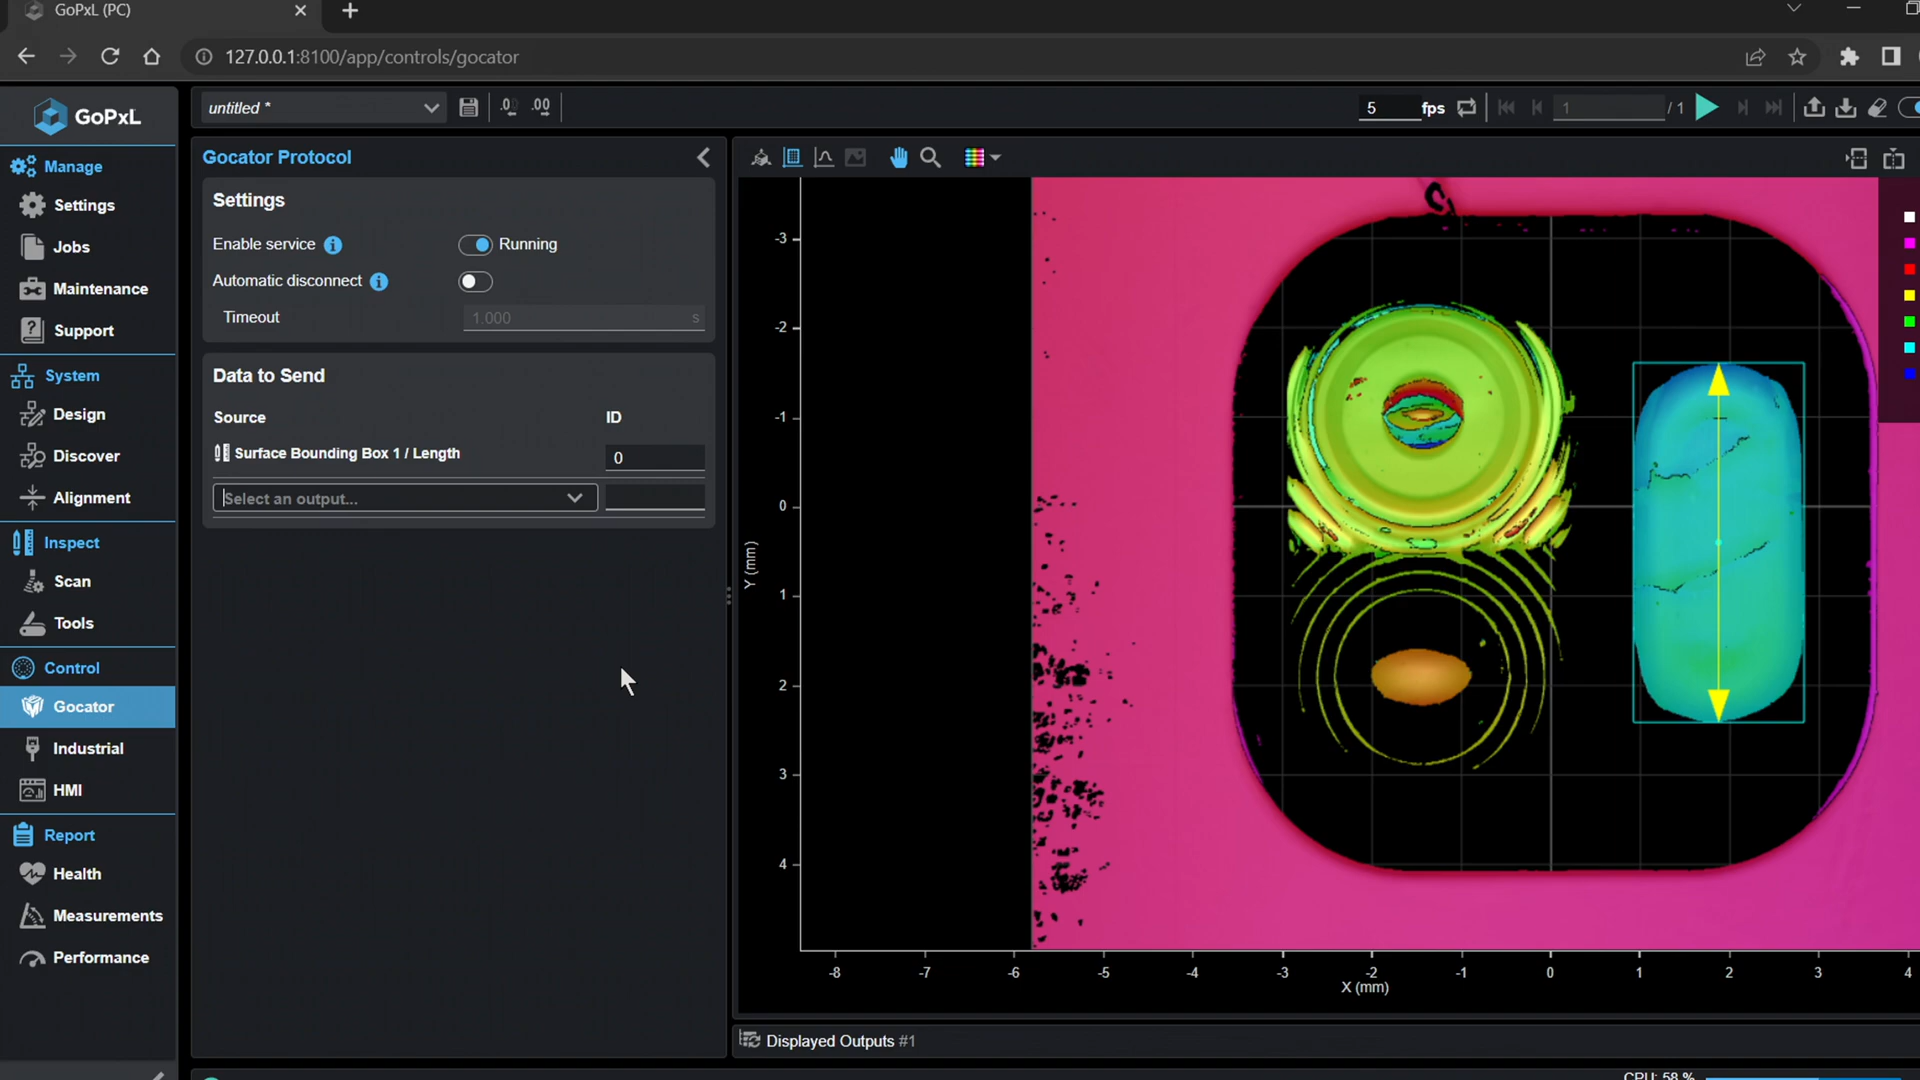 GoPxL (PC)
127.0.0.1:8100/app/controls/gocator
GoPxL
untitled *
5 fps
1 / 1
Manage
Settings
Jobs
Maintenance
Support
System
Design
Discover
Alignment
Inspect
Scan
Tools
Control
Gocator
Industrial
HMI
Report
Health
Measurements
Performance
Gocator Protocol
Settings
Enable service
Running
Automatic disconnect
Timeout
1.000 s
Data to Send
Source ID
Surface Bounding Box 1 / Length 0
Select an output...
-3
-2
-1
0
1
2
3
4
Y (mm)
-8 -7 -6 -5 -4 -3 -2 -1 0 1 2 3 4
X (mm)
Displayed Outputs #1
CPU: 58 %